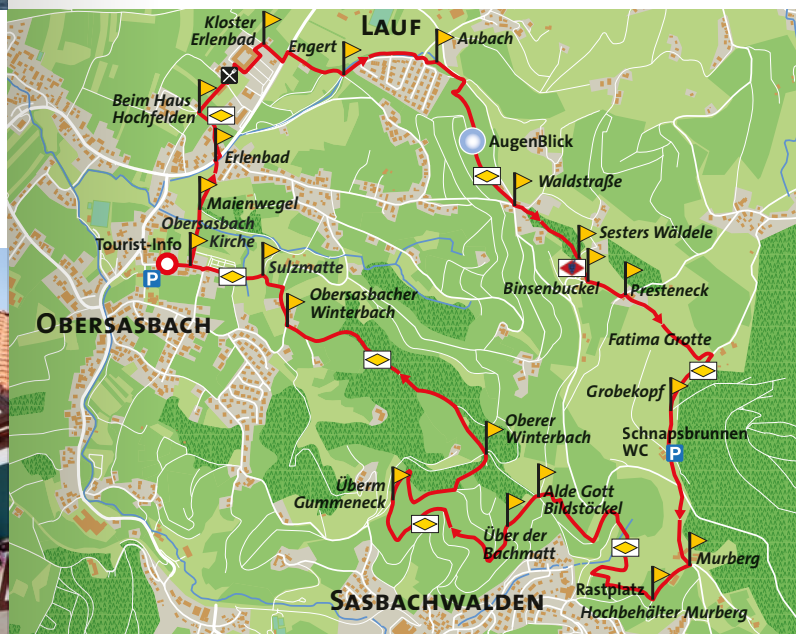 Kloster
Erlenbad
Engert
LAUF
Aubach
Beim Haus
Hochfelden
Erlenbad
AugenBlick
Waldstraße
Maienwegel
Obersasbach
Kirche
Tourist-Info
P
Sulzmatte
Sesters Wäldele
Binsenbuckel
Presteneck
Obersasbacher
Winterbach
OBERSASBACH
Fatima Grotte
Grobekopf
Oberer
Winterbach
Schnapsbrunnen
WC
P
Überm
Gummeneck
Alde Gott
Bildstöckel
Über der
Bachmatt
Murberg
Rastplatz
Hochbehälter Murberg
SASBACHWALDEN